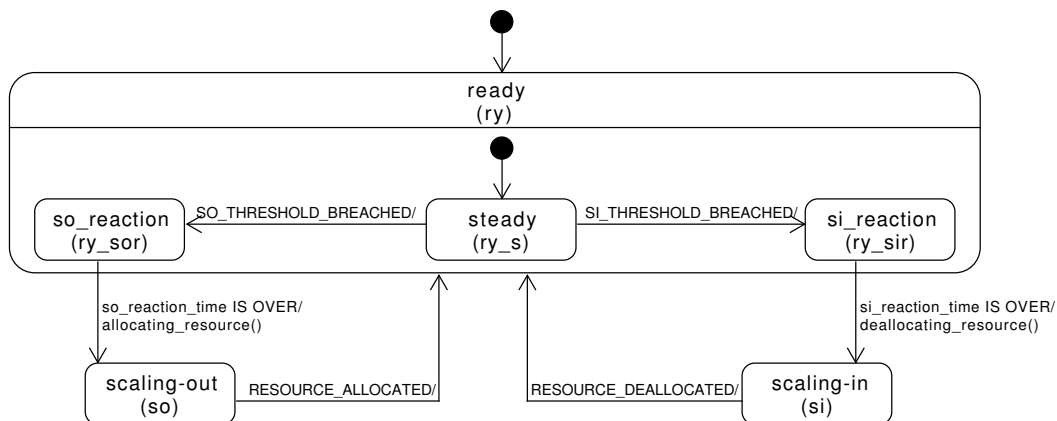 ready
(ry)
so_reaction
(ry_sor)
SO_THRESHOLD_BREACHED/
steady
(ry_s)
SI_THRESHOLD_BREACHED/
si_reaction
(ry_sir)
so_reaction_time IS OVER/
allocating_resource()
si_reaction_time IS OVER/
deallocating_resource()
scaling-out
(so)
RESOURCE_ALLOCATED/
RESOURCE_DEALLOCATED/
scaling-in
(si)